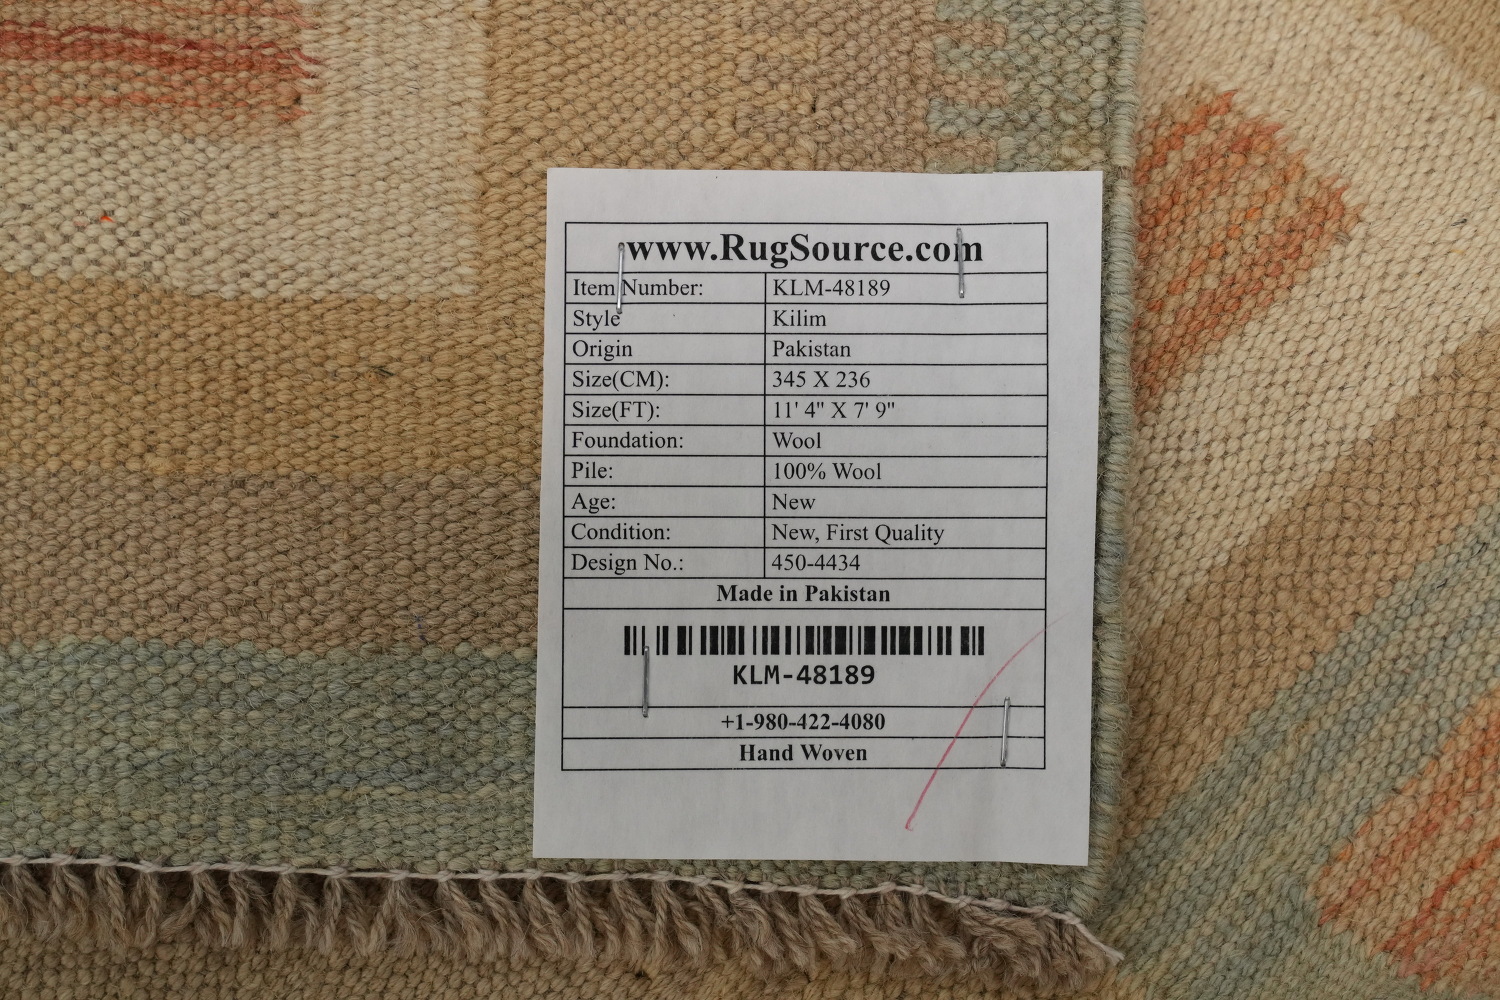 www.RugSource.com
Item Number: KLM-48189
Style Kilim
Origin Pakistan
Size(CM): 345 X 236
Size(FT): 11' 4" X 7' 9"
Foundation: Wool
Pile: 100% Wool
Age: New
Condition: New, First Quality
Design No.: 450-4434
Made in Pakistan
KLM-48189
+1-980-422-4080
Hand Woven